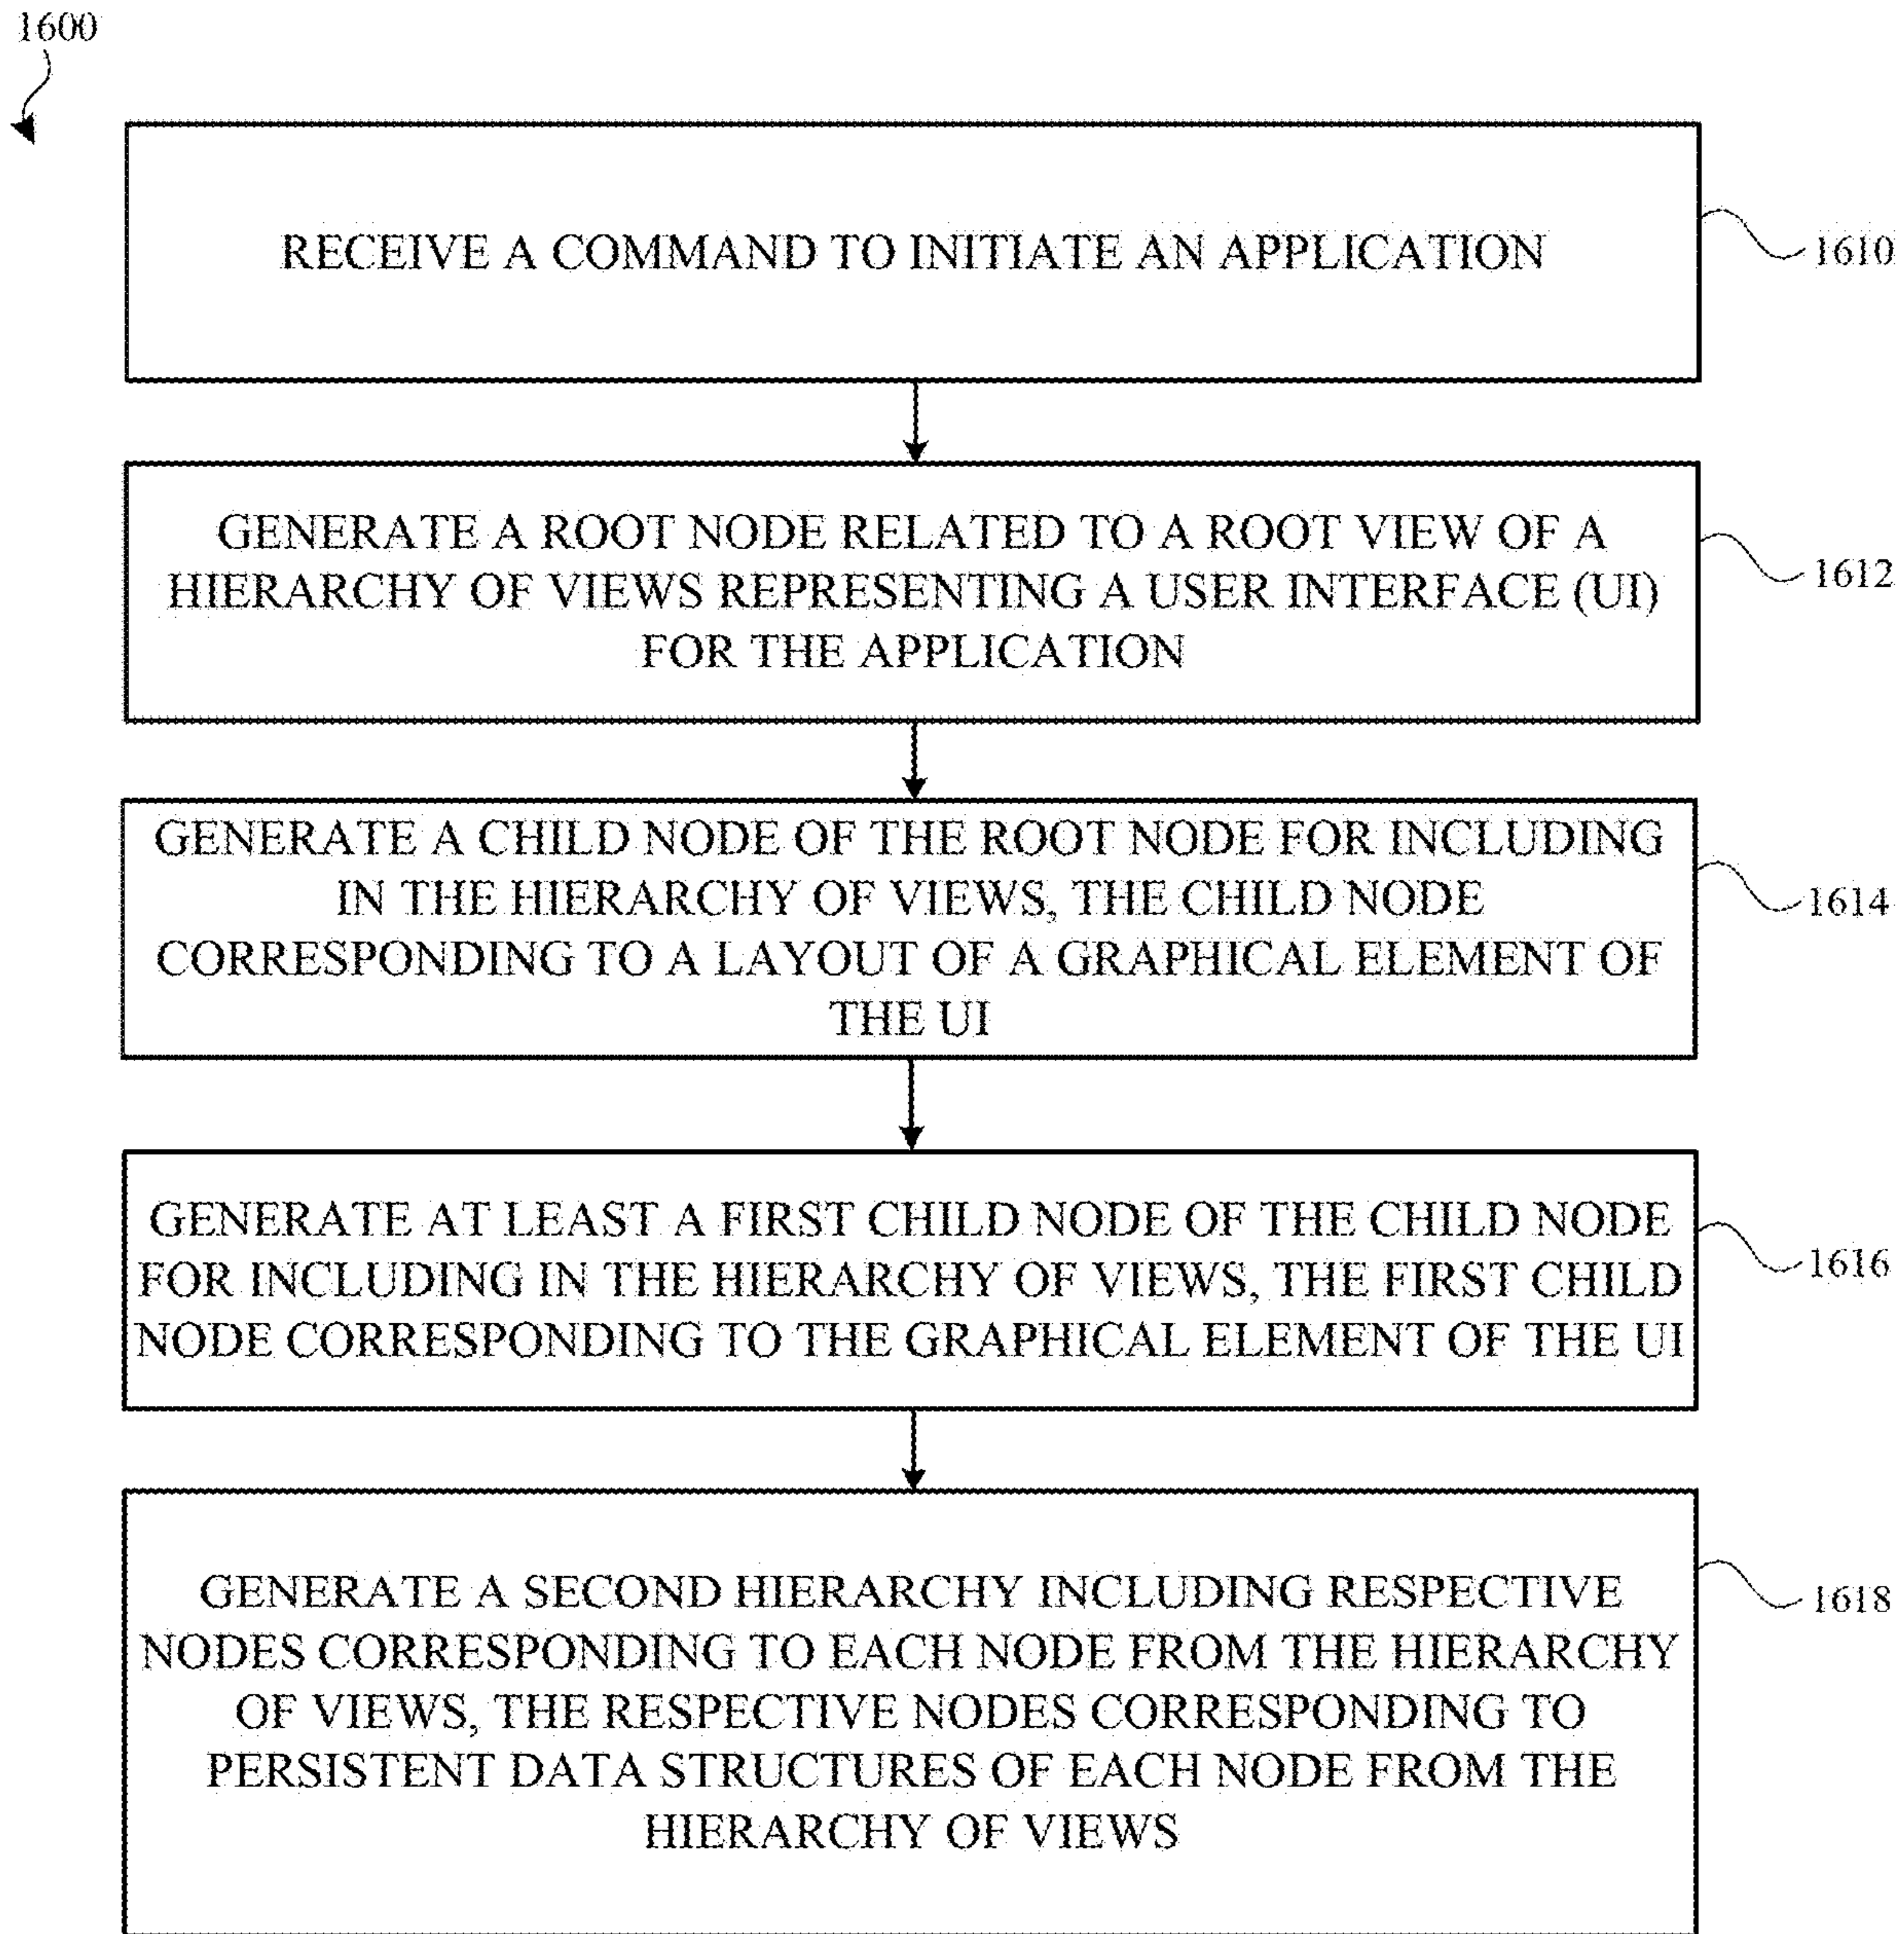 1600
RECEIVE A COMMAND TO INITIATE AN APPLICATION
1610
GENERATE A ROOT NODE RELATED TO A ROOT VIEW OF A
HIERARCHY OF VIEWS REPRESENTING A USER INTERFACE (UI)
FOR THE APPLICATION
1612
GENERATE A CHILD NODE OF THE ROOT NODE FOR INCLUDING
IN THE HIERARCHY OF VIEWS, THE CHILD NODE
CORRESPONDING TO A LAYOUT OF A GRAPHICAL ELEMENT OF
THE UI
1614
GENERATE AT LEAST A FIRST CHILD NODE OF THE CHILD NODE
FOR INCLUDING IN THE HIERARCHY OF VIEWS, THE FIRST CHILD
NODE CORRESPONDING TO THE GRAPHICAL ELEMENT OF THE UI
1616
GENERATE A SECOND HIERARCHY INCLUDING RESPECTIVE
NODES CORRESPONDING TO EACH NODE FROM THE HIERARCHY
OF VIEWS, THE RESPECTIVE NODES CORRESPONDING TO
PERSISTENT DATA STRUCTURES OF EACH NODE FROM THE
HIERARCHY OF VIEWS
1618